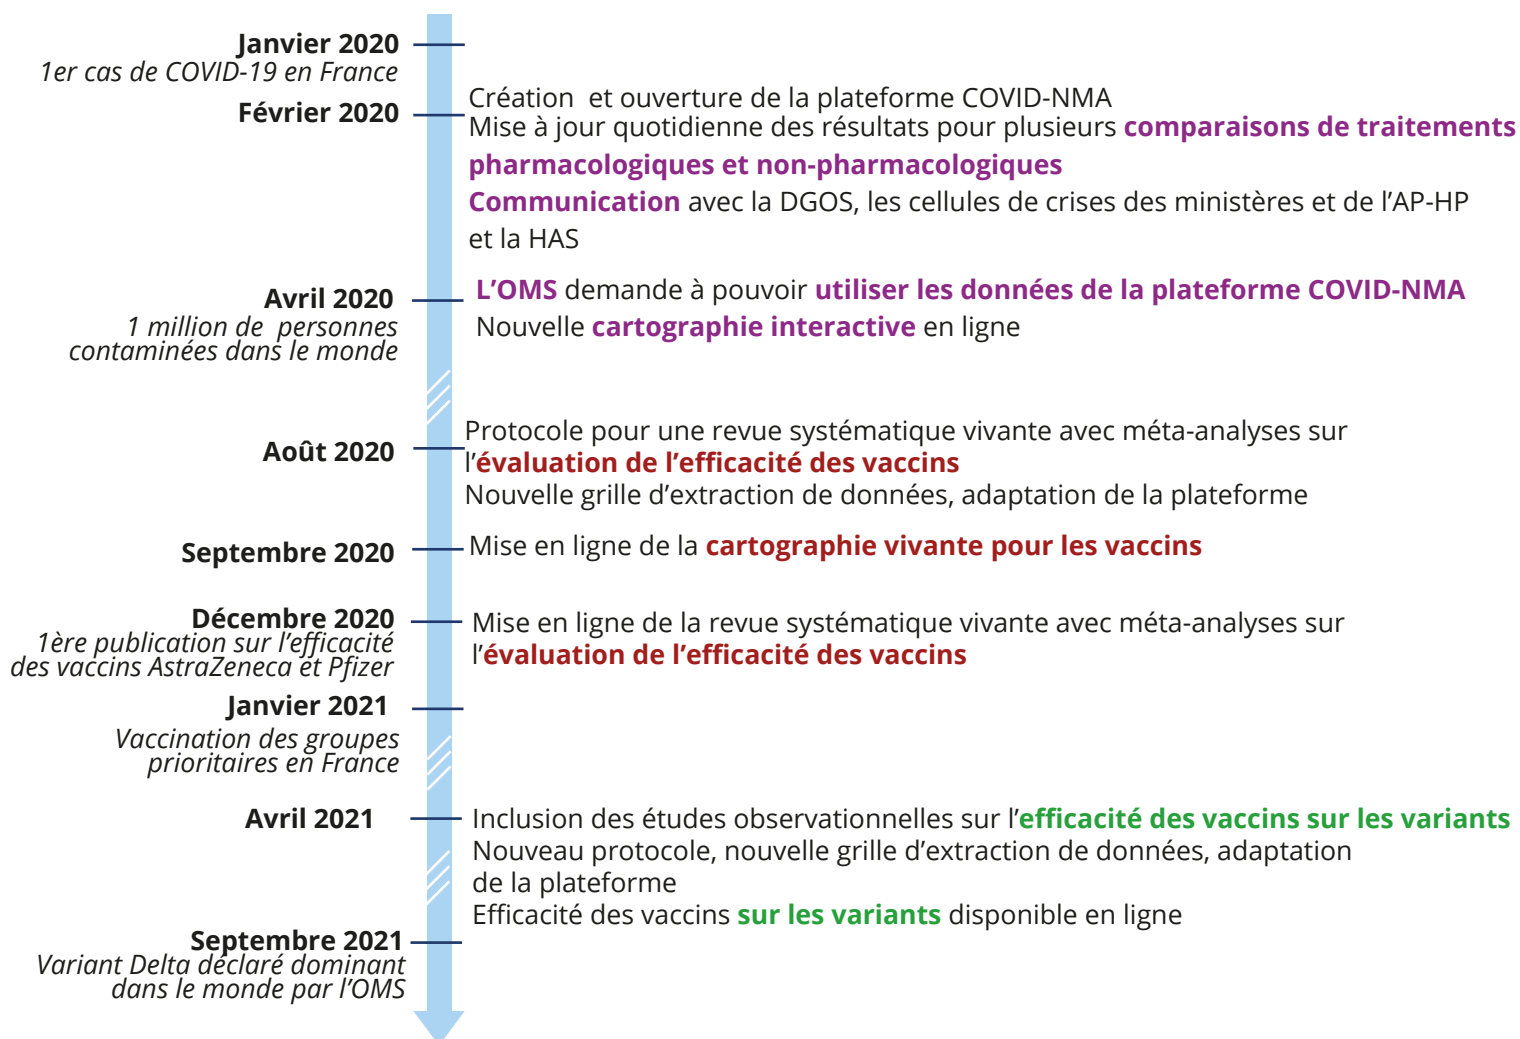 Janvier 2020
1er cas de COVID-19 en France
Février 2020
Création et ouverture de la plateforme COVID-NMA
Mise à jour quotidienne des résultats pour plusieurs comparaisons de traitements
pharmacologiques et non-pharmacologiques
Communication avec la DGOS, les cellules de crises des ministères et de l’AP-HP
et la HAS
Avril 2020
1 million de personnes
contaminées dans le monde
L’OMS demande à pouvoir utiliser les données de la plateforme COVID-NMA
Nouvelle cartographie interactive en ligne
Août 2020
Protocole pour une revue systématique vivante avec méta-analyses sur
l’évaluation de l’efficacité des vaccins
Nouvelle grille d’extraction de données, adaptation de la plateforme
Septembre 2020
Mise en ligne de la cartographie vivante pour les vaccins
Décembre 2020
1ère publication sur l’efficacité
des vaccins AstraZeneca et Pfizer
Mise en ligne de la revue systématique vivante avec méta-analyses sur
l’évaluation de l’efficacité des vaccins
Janvier 2021
Vaccination des groupes
prioritaires en France
Avril 2021
Inclusion des études observationnelles sur l’efficacité des vaccins sur les variants
Nouveau protocole, nouvelle grille d’extraction de données, adaptation
de la plateforme
Efficacité des vaccins sur les variants disponible en ligne
Septembre 2021
Variant Delta déclaré dominant
dans le monde par l’OMS